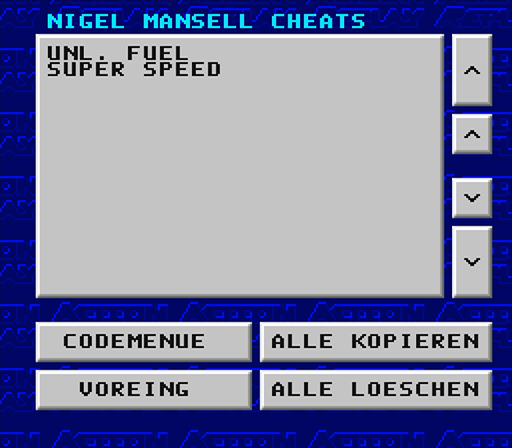 NIGEL MANSELL CHEATS
UNL. FUEL
SUPER SPEED
CODEMENUE
ALLE KOPIEREN
VOREING
ALLE LOESCHEN